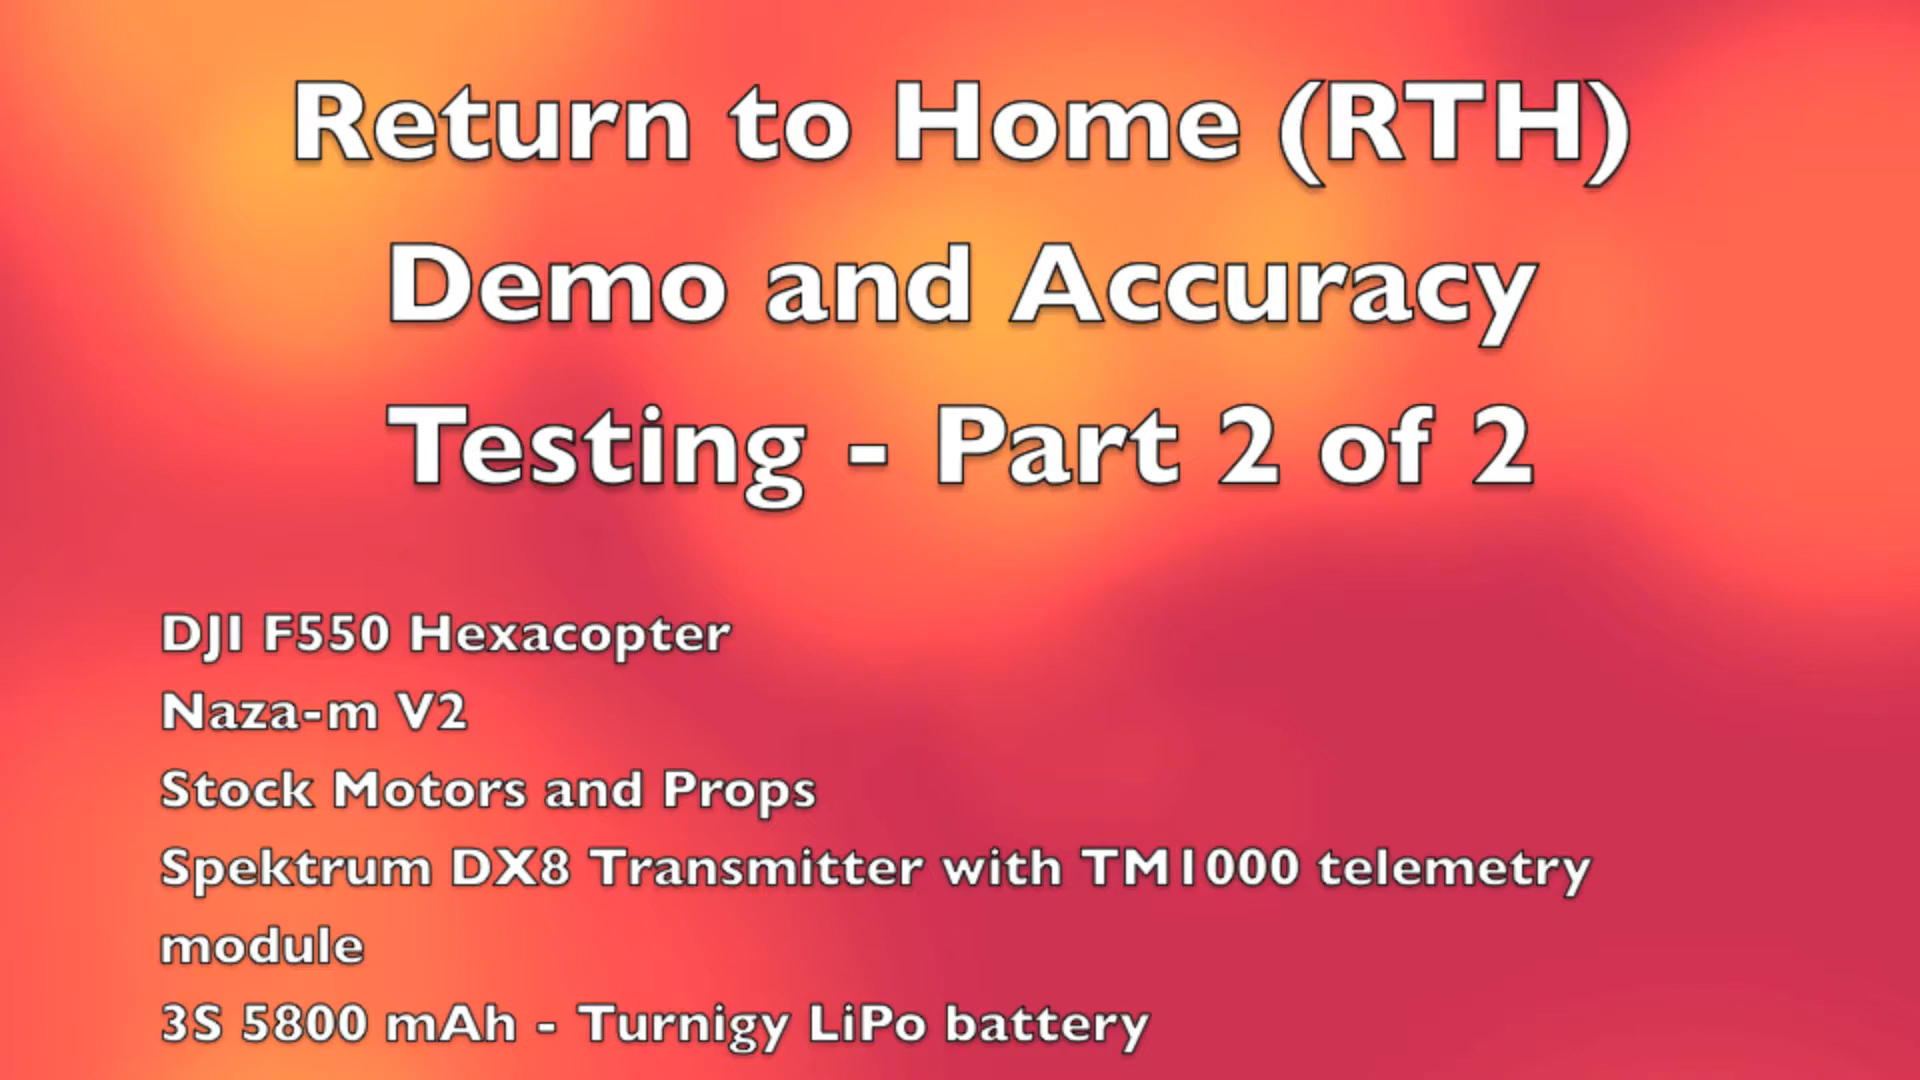 Return to Home (RTH)
Demo and Accuracy
Testing - Part 2 of 2
DJI F550 Hexacopter
Naza-m V2
Stock Motors and Props
Spektrum DX8 Transmitter with TM1000 telemetry
module
3S 5800 mAh - Turnigy LiPo battery